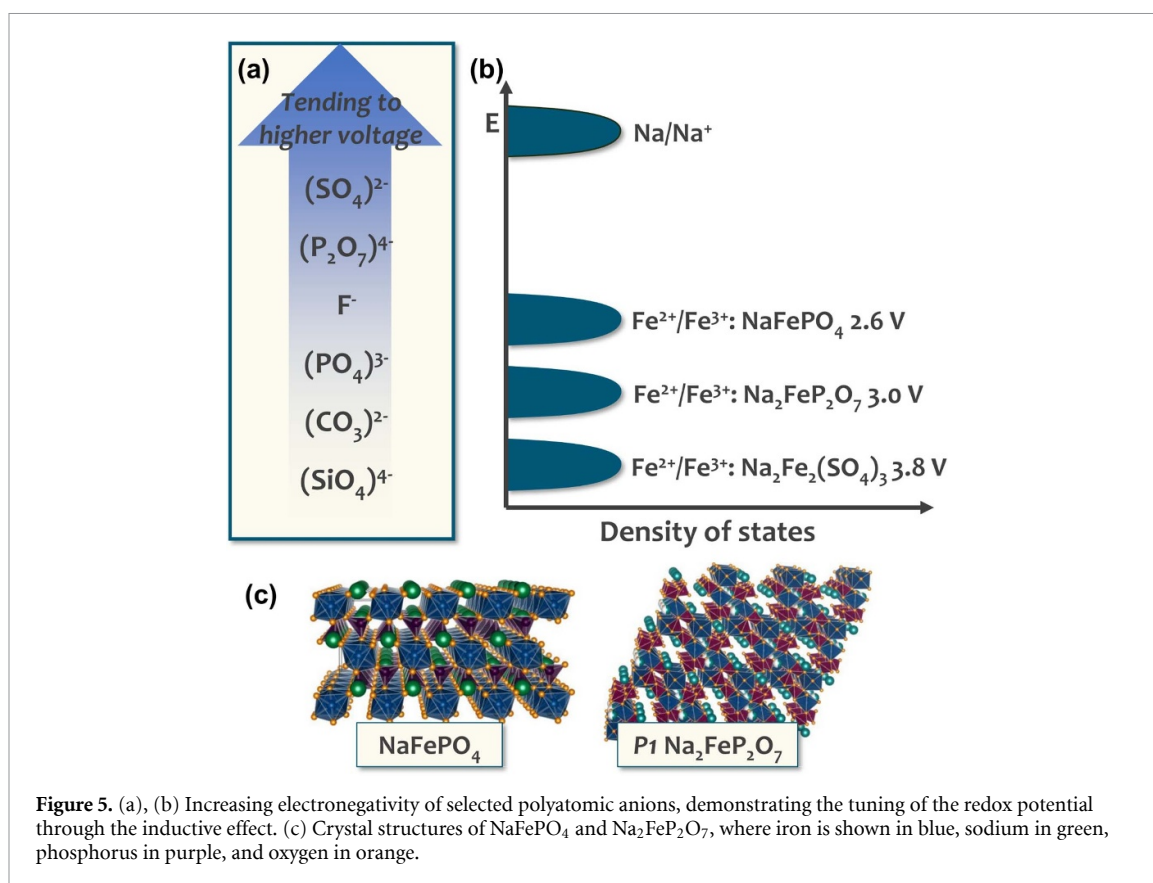 (a)
Tending to
higher voltage
(SO₄)²⁻
(P₂O₇)⁴⁻
F⁻
(PO₄)³⁻
(CO₃)²⁻
(SiO₄)⁴⁻
(b)
E
Na/Na⁺
Fe²⁺/Fe³⁺: NaFePO₄ 2.6 V
Fe²⁺/Fe³⁺: Na₂FeP₂O₇ 3.0 V
Fe²⁺/Fe³⁺: Na₂Fe₂(SO₄)₃ 3.8 V
Density of states
(c)
NaFePO₄
P1 Na₂FeP₂O₇
Figure 5. (a), (b) Increasing electronegativity of selected polyatomic anions, demonstrating the tuning of the redox potential
through the inductive effect. (c) Crystal structures of NaFePO₄ and Na₂FeP₂O₇, where iron is shown in blue, sodium in green,
phosphorus in purple, and oxygen in orange.